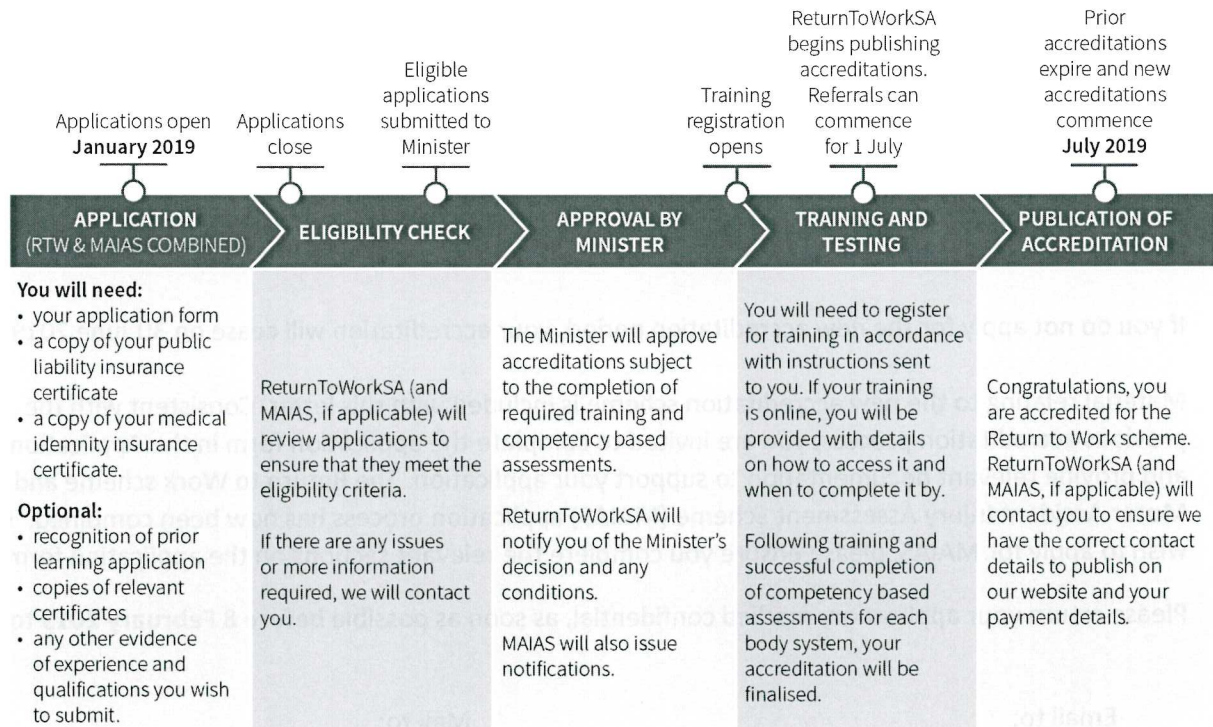 Applications open
January 2019
Applications
close
Eligible
applications
submitted to
Minister
Training
registration
opens
ReturnToWorkSA
begins publishing
accreditations.
Referrals can
commence
for 1 July
Prior
accreditations
expire and new
accreditations
commence
July 2019
APPLICATION
(RTW & MAIAS COMBINED)
ELIGIBILITY CHECK
APPROVAL BY
MINISTER
TRAINING AND
TESTING
PUBLICATION OF
ACCREDITATION
You will need:
• your application form
• a copy of your public
liability insurance
certificate
• a copy of your medical
indemnity insurance
certificate.
Optional:
• recognition of prior
learning application
• copies of relevant
certificates
• any other evidence
of experience and
qualifications you wish
to submit.
ReturnToWorkSA (and
MAIAS, if applicable) will
review applications to
ensure that they meet the
eligibility criteria.
If there are any issues
or more information
required, we will contact
you.
The Minister will approve
accreditations subject
to the completion of
required training and
competency based
assessments.
ReturnToWorkSA will
notify you of the Minister's
decision and any
conditions.
MAIAS will also issue
notifications.
You will need to register
for training in accordance
with instructions sent
to you. If your training
is online, you will be
provided with details
on how to access it and
when to complete it by.
Following training and
successful completion
of competency based
assessments for each
body system, your
accreditation will be
finalised.
Congratulations, you
are accredited for the
Return to Work scheme.
ReturnToWorkSA (and
MAIAS, if applicable) will
contact you to ensure we
have the correct contact
details to publish on
our website and your
payment details.